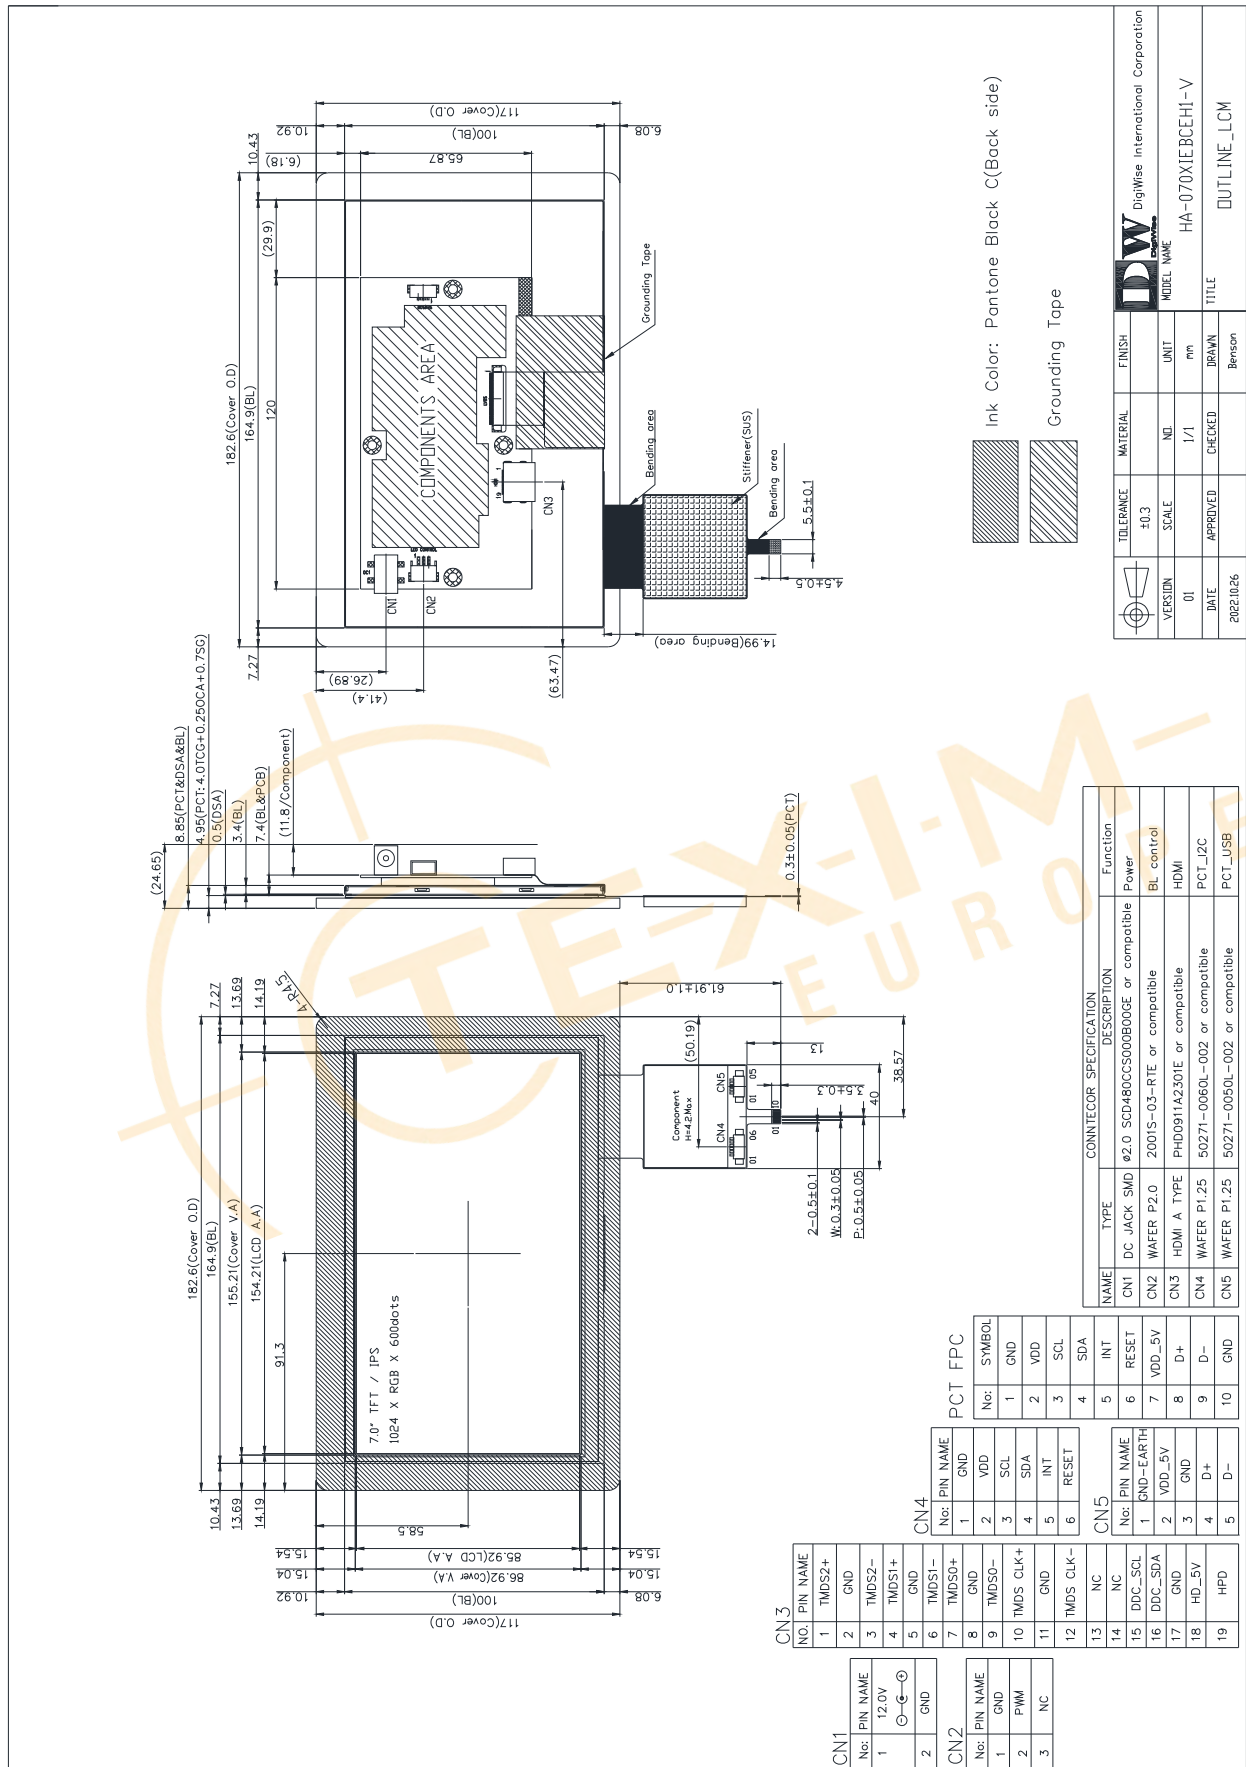 182.6(Cover O.D)
164.9(BL)
155.21(Cover V.A)
154.21(LCD A.A)
91.3
10.43
13.69
14.19
7.27
13.69
14.19
4-R4.5
7.0" TFT / IPS
1024 X RGB X 600dots
58.5
15.54
85.92(LCD A.A)
15.54
15.04
86.92(Cover V.A)
15.04
10.92
100(BL)
6.08
117(Cover O.D)
61.91±1.0
(50.19)
13
38.57
3.5±0.3
40
Component
H=4.2Max
CN4
CN5
01
06
01
05
01
10
2-0.5±0.1
W:0.3±0.05
P:0.5±0.05
(24.65)
8.85(PCT&DSA&BL)
4.95(PCT: 4.0TCG+0.25OCA+0.7SG)
0.5(DSA)
3.4(BL)
7.4(BL&PCB)
(11.8/Component)
0.3±0.05(PCT)
182.6(Cover O.D)
164.9(BL)
120
(29.9)
10.43
7.27
10.92
117(Cover O.D)
100(BL)
(6.18)
65.87
6.08
(26.89)
(41.4)
(63.47)
14.99(Bending area)
COMPONENTS AREA
LED CONTROL
CN1
CN2
CN3
19
1
Grounding Tape
Bending area
Stiffener(SUS)
Bending area
5.5±0.1
4.5±0.5
Ink Color: Pantone Black C(Back side)
Grounding Tape
CN1
No: PIN NAME
1 12.0V
2 GND
CN2
No: PIN NAME
1 GND
2 PWM
3 NC
CN3
NO. PIN NAME
1 TMDS2+
2 GND
3 TMDS2-
4 TMDS1+
5 GND
6 TMDS1-
7 TMDS0+
8 GND
9 TMDS0-
10 TMDS CLK+
11 GND
12 TMDS CLK-
13 NC
14 NC
15 DDC_SCL
16 DDC_SDA
17 GND
18 HD_5V
19 HPD
CN4
No: PIN NAME
1 GND
2 VDD
3 SCL
4 SDA
5 INT
6 RESET
CN5
No: PIN NAME
1 GND-EARTH
2 VDD_5V
3 GND
4 D+
5 D-
PCT FPC
No: SYMBOL
1 GND
2 VDD
3 SCL
4 SDA
5 INT
6 RESET
7 VDD_5V
8 D+
9 D-
10 GND
CONNTECOR SPECIFICATION
NAME TYPE DESCRIPTION Function
CN1 DC JACK SMD ø2.0 SCD480CCS000B00GE or compatible Power
CN2 WAFER P2.0 2001S-03-RTE or compatible BL control
CN3 HDMI A TYPE PHD0911A2301E or compatible HDMI
CN4 WAFER P1.25 50271-0060L-002 or compatible PCT_I2C
CN5 WAFER P1.25 50271-0050L-002 or compatible PCT_USB
TOLERANCE MATERIAL FINISH
±0.3
DW DigiWise
DigiWise International Corporation
VERSION SCALE NO. UNIT MODEL NAME
01 1/1 mm HA-070XIEBCEH1-V
DATE APPROVED CHECKED DRAWN TITLE
2022.10.26 Benson OUTLINE_LCM
TEXIM
EUROPE